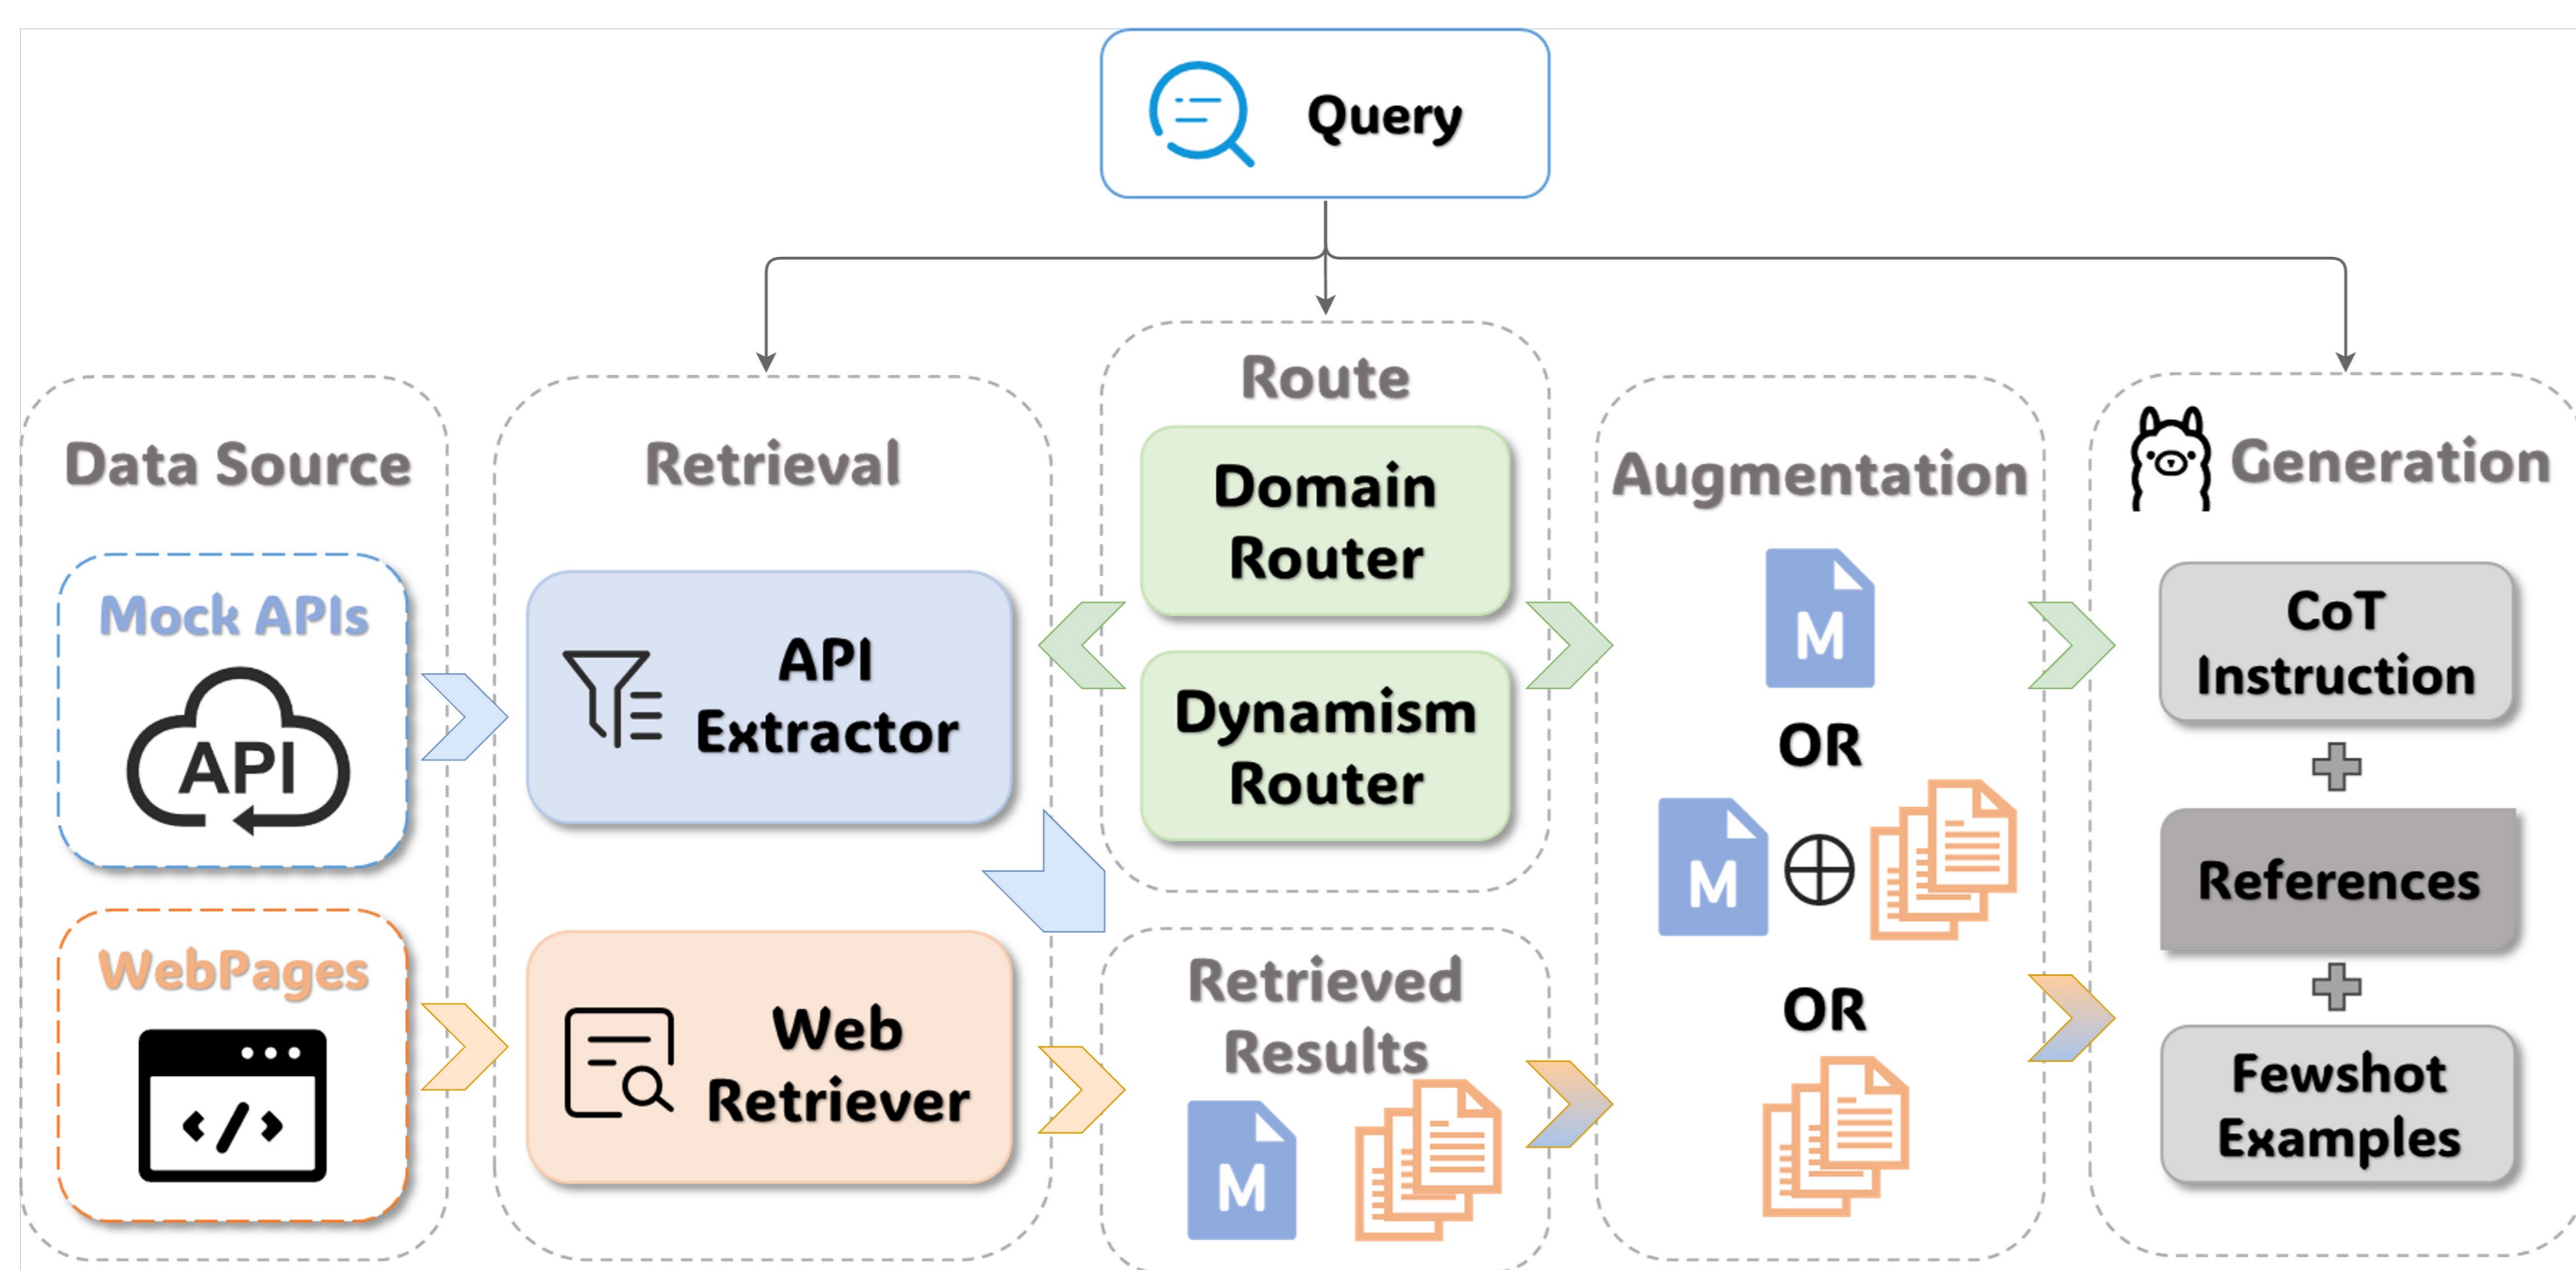 Query
Data Source
Mock APIs
API
WebPages
</>
Retrieval
API
Extractor
Web
Retriever
Route
Domain
Router
Dynamism
Router
Retrieved
Results
M
Augmentation
M
OR
M
OR
Generation
CoT
Instruction
References
Fewshot
Examples